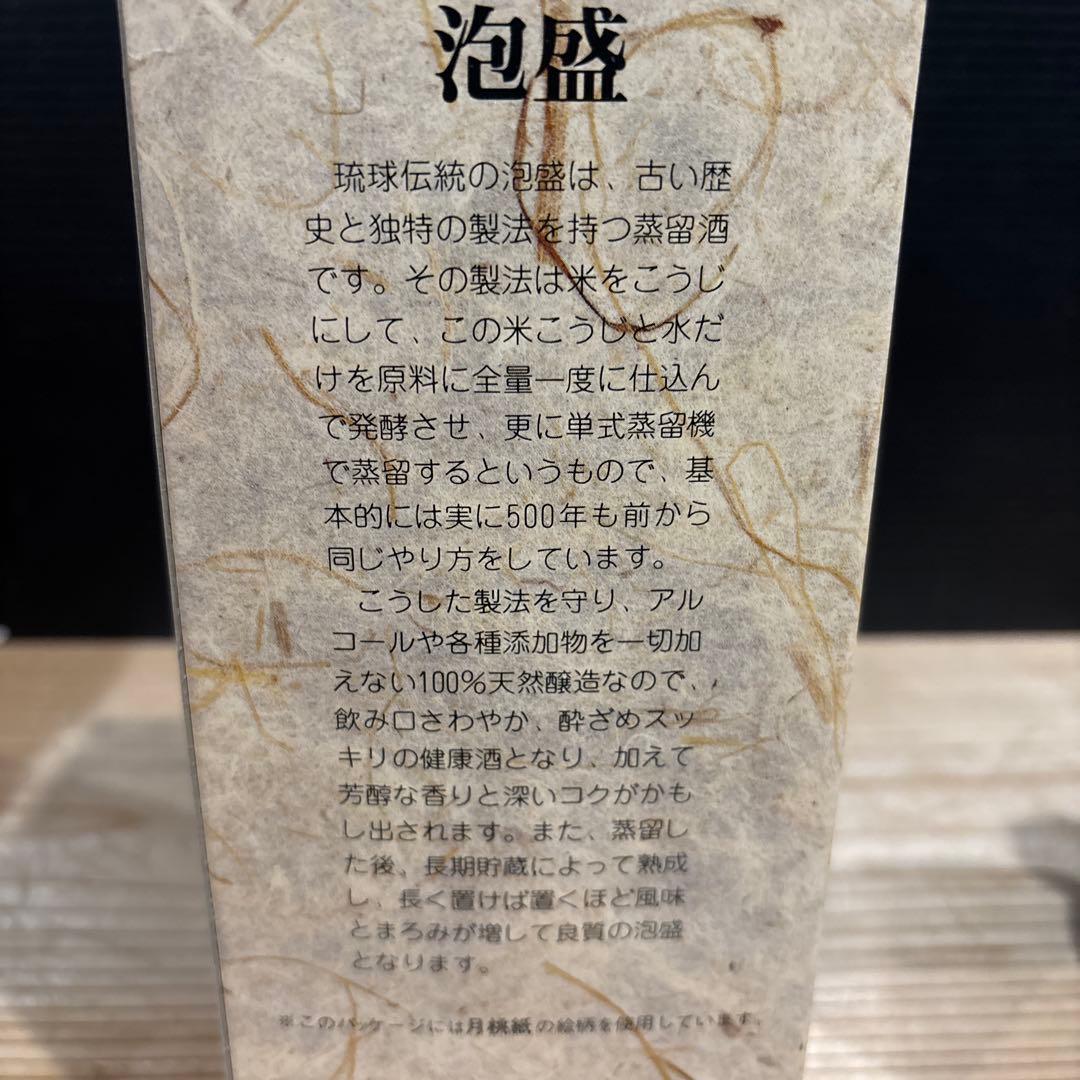 泡盛
琉球伝統の泡盛は、古い歴
史と独特の製法を持つ蒸留酒
です。その製法は米をこうじ
にして、この米こうじと水だ
けを原料に全量一度に仕込ん
で発酵させ、更に単式蒸留機
で蒸留するというもので、基
本的には実に500年も前から
同じやり方をしています。
こうした製法を守り、アル
コールや各種添加物を一切加
えない100%天然醸造なので、
飲み口さわやか、酔ざめスッ
キリの健康酒となり、加えて
芳醇な香りと深いコクがかも
し出されます。また、蒸留し
た後、長期貯蔵によって熟成
し、長く置けば置くほど風味
とまろみが増して良質の泡盛
となります。
※このパッケージには月桃紙の絵柄を使用しています。